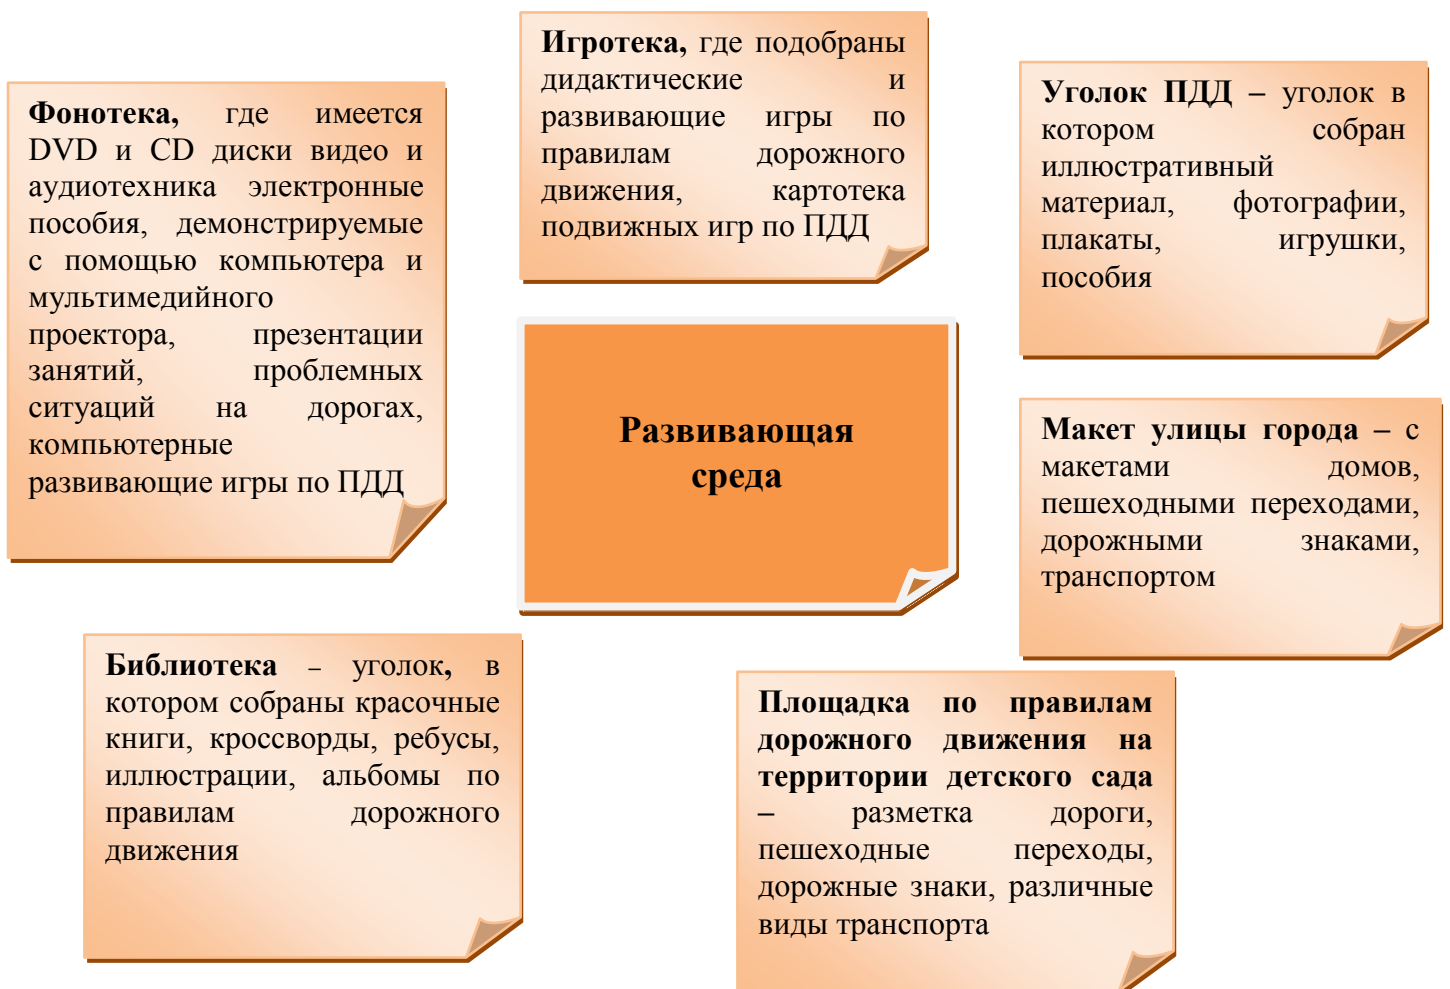 Фонотека, где имеется
DVD и CD диски видео и
аудиотехника электронные
пособия, демонстрируемые
с помощью компьютера и
мультимедийного
проектора, презентации
занятий, проблемных
ситуаций на дорогах,
компьютерные
развивающие игры по ПДД
Игротека, где подобраны
дидактические и
развивающие игры по
правилам дорожного
движения, картотека
подвижных игр по ПДД
Уголок ПДД – уголок в
котором собран
иллюстративный
материал, фотографии,
плакаты, игрушки,
пособия
Развивающая
среда
Макет улицы города – с
макетами домов,
пешеходными переходами,
дорожными знаками,
транспортом
Библиотека – уголок, в
котором собраны красочные
книги, кроссворды, ребусы,
иллюстрации, альбомы по
правилам дорожного
движения
Площадка по правилам
дорожного движения на
территории детского сада
– разметка дороги,
пешеходные переходы,
дорожные знаки, различные
виды транспорта